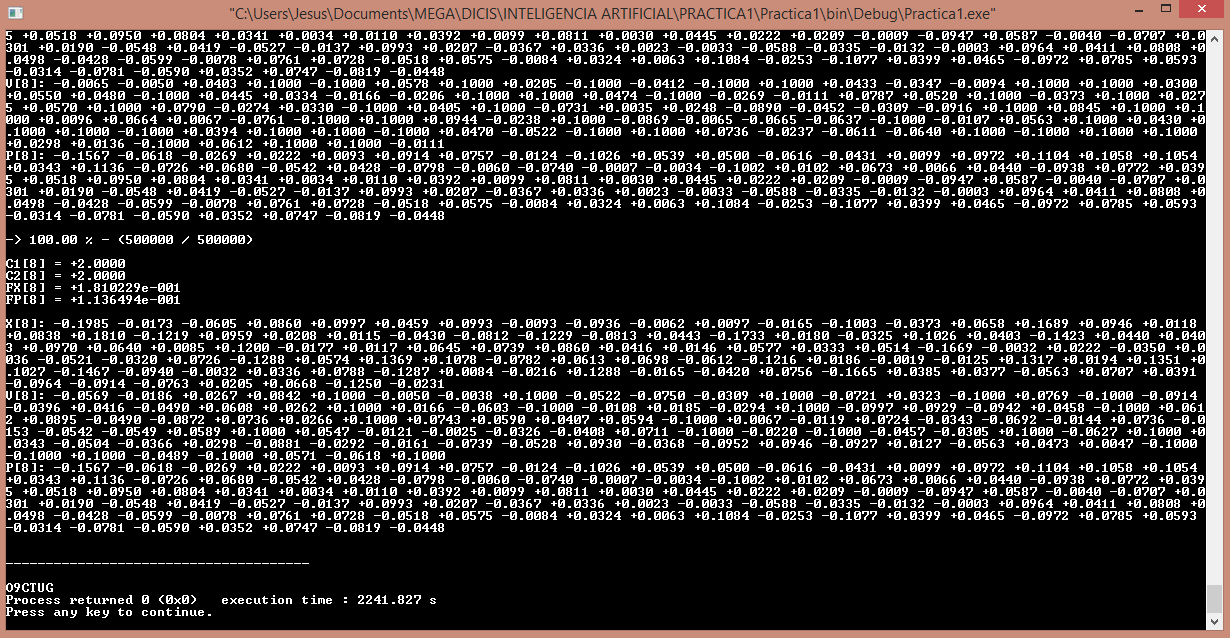 "C:\Users\Jesus\Documents\MEGA\DICIS\INTELIGENCIA ARTIFICIAL\PRACTICA1\Practica1\bin\Debug\Practica1.exe"
5 +0.0518 +0.0950 +0.0804 +0.0341 +0.0034 +0.0110 +0.0392 +0.0099 +0.0811 +0.0030 +0.0445 +0.0222 +0.0209 -0.0009 -0.0947 +0.0587 -0.0040 -0.0707 +0.0
301 +0.0190 -0.0548 +0.0419 -0.0527 -0.0137 +0.0993 +0.0207 -0.0367 +0.0336 +0.0023 -0.0033 -0.0588 -0.0335 -0.0132 -0.0003 +0.0964 +0.0411 +0.0808 +0
.0498 -0.0428 -0.0599 -0.0078 +0.0761 +0.0728 -0.0518 +0.0575 -0.0084 +0.0324 +0.0063 +0.1084 -0.0253 -0.1077 +0.0399 +0.0465 -0.0972 +0.0785 +0.0593
-0.0314 -0.0781 -0.0590 +0.0352 +0.0747 -0.0819 -0.0448
V[8]: -0.0065 -0.0050 +0.0403 +0.1000 -0.1000 +0.0578 +0.1000 +0.0205 -0.1000 -0.0412 -0.1000 +0.1000 +0.0433 -0.0347 -0.0094 +0.1000 +0.1000 +0.0300
+0.0550 +0.0480 -0.1000 +0.0445 +0.0334 -0.0166 -0.0206 +0.1000 +0.1000 +0.0474 -0.1000 -0.0269 -0.0111 +0.0787 +0.0520 +0.1000 -0.0373 +0.1000 +0.027
5 +0.0570 +0.1000 +0.0790 -0.0274 +0.0330 -0.1000 +0.0405 +0.1000 -0.0731 +0.0035 +0.0248 -0.0890 -0.0452 -0.0309 -0.0916 +0.1000 +0.0845 +0.1000 +0.1
000 +0.0096 +0.0664 +0.0067 -0.0761 -0.1000 +0.1000 +0.0944 -0.0238 +0.1000 -0.0869 -0.0065 -0.0665 -0.0637 -0.1000 -0.0107 +0.0563 +0.1000 +0.0430 +0
.1000 +0.1000 -0.1000 +0.0394 +0.1000 +0.1000 -0.1000 +0.0470 -0.0522 -0.1000 +0.1000 +0.0736 -0.0237 -0.0611 -0.0640 +0.1000 -0.1000 -0.1000 +0.1000
+0.0298 +0.0136 -0.1000 +0.0612 +0.1000 +0.1000 -0.0111
P[8]: -0.1567 -0.0618 -0.0269 +0.0222 +0.0093 +0.0914 +0.0757 -0.0124 -0.1026 +0.0539 +0.0500 -0.0616 -0.0431 +0.0099 +0.0972 +0.1104 +0.1058 +0.1054
+0.0343 +0.1136 -0.0726 +0.0680 -0.0542 +0.0428 -0.0798 -0.0060 -0.0740 -0.0007 -0.0034 -0.1002 +0.0102 +0.0673 +0.0066 +0.0440 -0.0938 +0.0772 +0.039
5 +0.0518 +0.0950 +0.0804 +0.0341 +0.0034 +0.0110 +0.0392 +0.0099 +0.0811 +0.0030 +0.0445 +0.0222 +0.0209 -0.0009 -0.0947 +0.0587 -0.0040 -0.0707 +0.0
301 +0.0190 -0.0548 +0.0419 -0.0527 -0.0137 +0.0993 +0.0207 -0.0367 +0.0336 +0.0023 -0.0033 -0.0588 -0.0335 -0.0132 -0.0003 +0.0964 +0.0411 +0.0808 +0
.0498 -0.0428 -0.0599 -0.0078 +0.0761 +0.0728 -0.0518 +0.0575 -0.0084 +0.0324 +0.0063 +0.1084 -0.0253 -0.1077 +0.0399 +0.0465 -0.0972 +0.0785 +0.0593
-0.0314 -0.0781 -0.0590 +0.0352 +0.0747 -0.0819 -0.0448
-> 100.00 % - (500000 / 500000)
C1[8] = +2.0000
C2[8] = +2.0000
FX[8] = +1.810229e-001
FP[8] = +1.136494e-001
X[8]: -0.1985 -0.0173 -0.0605 +0.0860 +0.0997 +0.0459 +0.0993 -0.0093 -0.0936 -0.0062 +0.0097 -0.0165 -0.1003 -0.0373 +0.0658 +0.1689 +0.0946 +0.0118
+0.0838 +0.1810 -0.1219 +0.0959 +0.0208 +0.0115 -0.0430 -0.0812 -0.1229 -0.0813 +0.0443 -0.1733 +0.0180 -0.0325 +0.1026 +0.0403 -0.1423 +0.0440 +0.040
3 +0.0970 +0.0640 +0.0085 +0.1200 -0.0177 +0.0117 +0.0645 +0.0739 +0.0860 +0.0416 +0.0146 +0.0577 +0.0333 +0.0514 -0.1669 -0.0032 +0.0222 -0.0350 +0.0
036 -0.0521 -0.0320 +0.0726 -0.1288 +0.0574 +0.1369 +0.1078 -0.0782 +0.0613 +0.0698 -0.0612 -0.1216 +0.0186 -0.0019 -0.0125 +0.1317 +0.0194 +0.1351 +0
.1027 -0.1467 -0.0940 -0.0032 +0.0336 +0.0788 -0.1287 +0.0084 -0.0216 +0.1288 -0.0165 -0.0420 +0.0756 -0.1665 +0.0385 +0.0377 -0.0563 +0.0707 +0.0391
-0.0964 -0.0914 -0.0763 +0.0205 +0.0668 -0.1250 -0.0231
V[8]: -0.0569 -0.0186 +0.0267 +0.0842 +0.1000 -0.0050 -0.0038 +0.1000 -0.0522 -0.0750 -0.0309 +0.1000 -0.0721 +0.0323 -0.1000 +0.0769 -0.1000 -0.0914
-0.0396 +0.0416 -0.0490 +0.0608 +0.0262 +0.1000 +0.0166 -0.0603 -0.1000 -0.0108 +0.0185 -0.0294 +0.1000 -0.0997 +0.0929 -0.0942 +0.0458 -0.1000 +0.061
2 +0.0895 -0.0490 -0.0872 +0.0736 +0.0266 +0.1000 +0.0743 +0.0590 +0.0407 +0.0594 -0.1000 +0.0067 -0.0119 +0.0724 -0.0343 -0.0692 -0.0144 +0.0736 -0.0
153 -0.0542 -0.0549 +0.0589 +0.1000 +0.0547 -0.0121 -0.0025 -0.0326 -0.0408 +0.0711 -0.1000 -0.0220 -0.1000 -0.0457 -0.0305 +0.1000 -0.0627 +0.1000 +0
.0343 -0.0504 -0.0366 +0.0298 -0.0881 -0.0292 -0.0161 -0.0739 -0.0528 +0.0930 -0.0368 -0.0952 +0.0946 -0.0927 +0.0127 -0.0563 +0.0473 +0.0047 -0.1000
-0.1000 +0.1000 -0.0489 -0.1000 +0.0571 -0.0618 +0.1000
P[8]: -0.1567 -0.0618 -0.0269 +0.0222 +0.0093 +0.0914 +0.0757 -0.0124 -0.1026 +0.0539 +0.0500 -0.0616 -0.0431 +0.0099 +0.0972 +0.1104 +0.1058 +0.1054
+0.0343 +0.1136 -0.0726 +0.0680 -0.0542 +0.0428 -0.0798 -0.0060 -0.0740 -0.0007 -0.0034 -0.1002 +0.0102 +0.0673 +0.0066 +0.0440 -0.0938 +0.0772 +0.039
5 +0.0518 +0.0950 +0.0804 +0.0341 +0.0034 +0.0110 +0.0392 +0.0099 +0.0811 +0.0030 +0.0445 +0.0222 +0.0209 -0.0009 -0.0947 +0.0587 -0.0040 -0.0707 +0.0
301 +0.0190 -0.0548 +0.0419 -0.0527 -0.0137 +0.0993 +0.0207 -0.0367 +0.0336 +0.0023 -0.0033 -0.0588 -0.0335 -0.0132 -0.0003 +0.0964 +0.0411 +0.0808 +0
.0498 -0.0428 -0.0599 -0.0078 +0.0761 +0.0728 -0.0518 +0.0575 -0.0084 +0.0324 +0.0063 +0.1084 -0.0253 -0.1077 +0.0399 +0.0465 -0.0972 +0.0785 +0.0593
-0.0314 -0.0781 -0.0590 +0.0352 +0.0747 -0.0819 -0.0448
--------------------------------------
O9CTUG
Process returned 0 (0x0)   execution time : 2241.827 s
Press any key to continue.